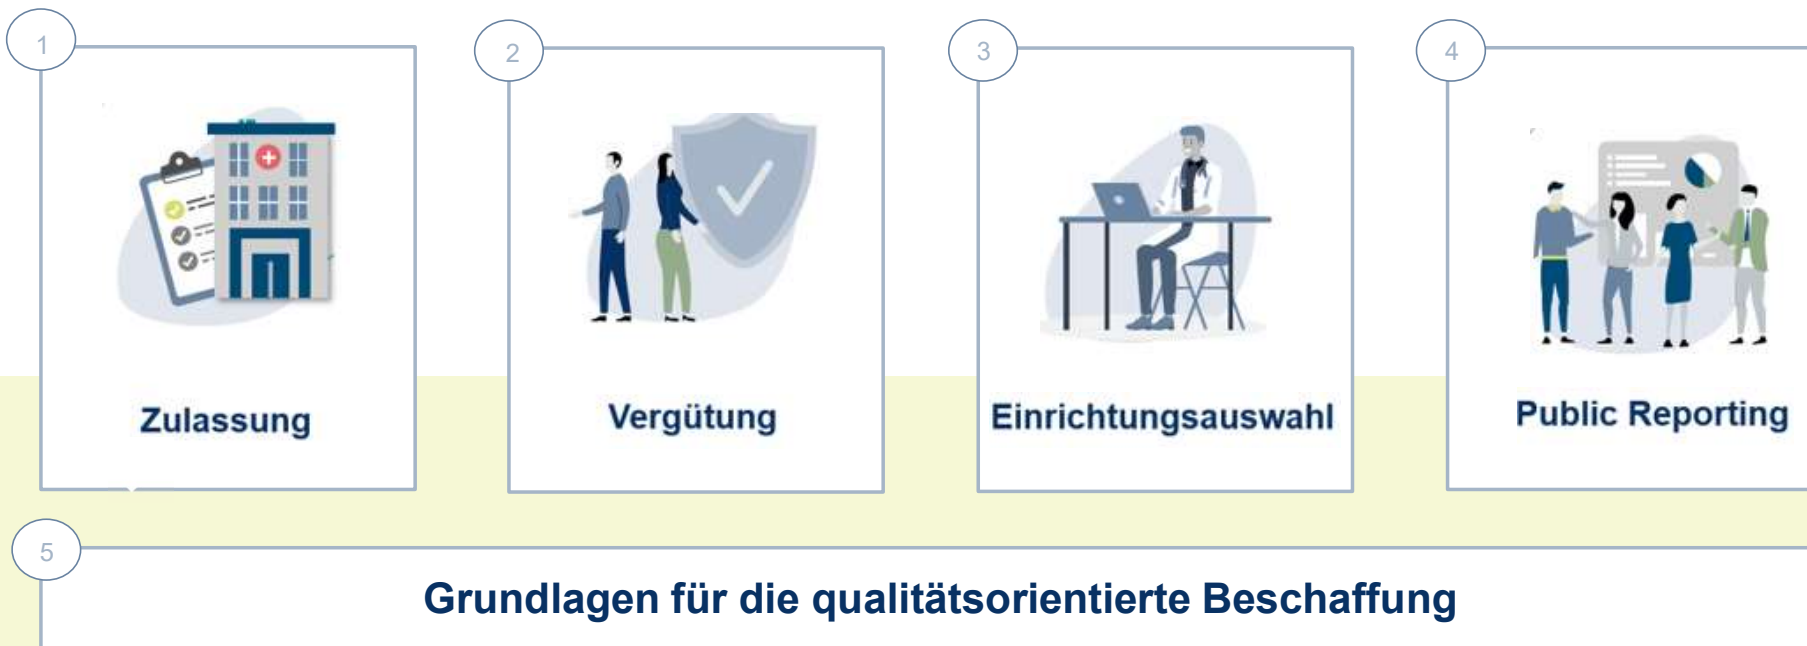 1
2
3
4
Zulassung
Vergütung
Einrichtungsauswahl
Public Reporting
5
Grundlagen für die qualitätsorientierte Beschaffung